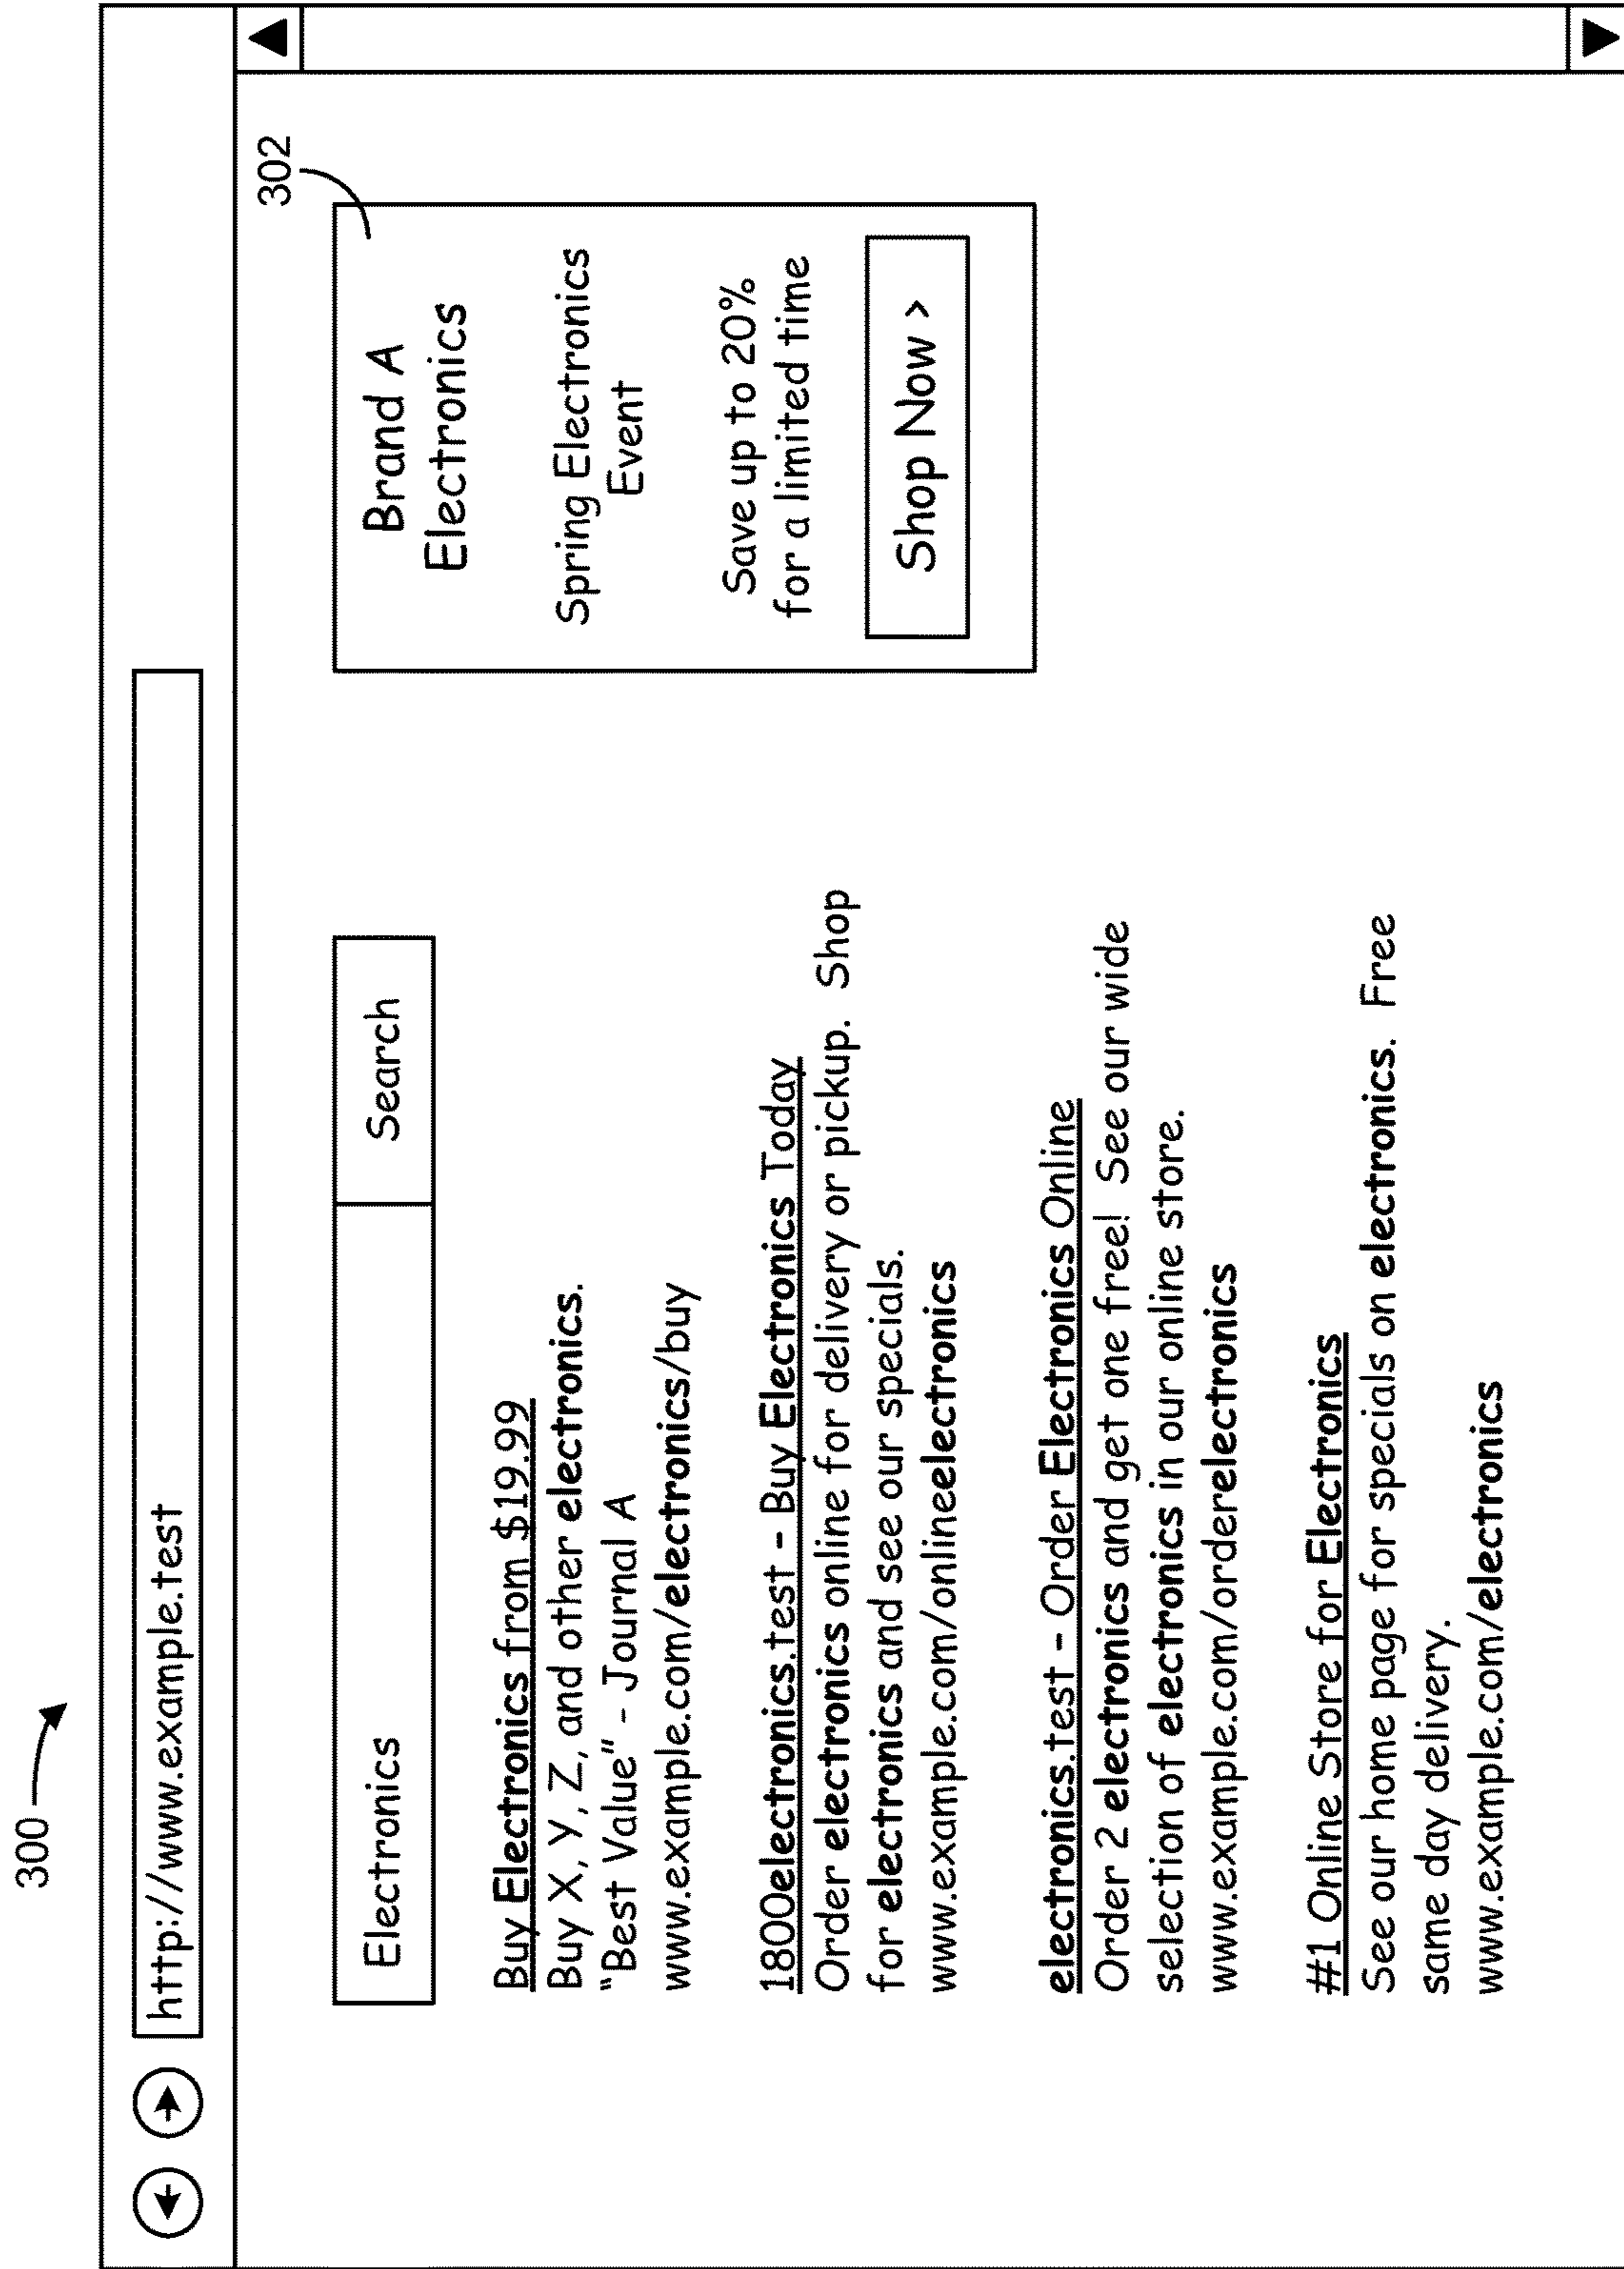 300
http://www.example.test
302
Electronics
Search
Buy Electronics from $19.99
Buy X, Y, Z, and other electronics.
"Best Value" - Journal A
www.example.com/electronics/buy
1800electronics.test - Buy Electronics Today
Order electronics online for delivery or pickup. Shop
for electronics and see our specials.
www.example.com/onlineelectronics
electronics.test - Order Electronics Online
Order 2 electronics and get one free! See our wide
selection of electronics in our online store.
www.example.com/orderelectronics
#1 Online Store for Electronics
See our home page for specials on electronics. Free
same day delivery.
www.example.com/electronics
Brand A
Electronics
Spring Electronics
Event
Save up to 20%
for a limited time
Shop Now >